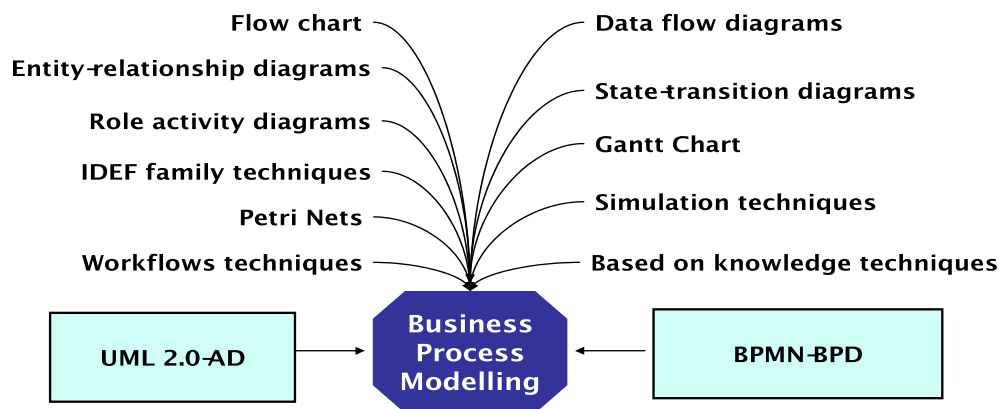 Flow chart
Entity-relationship diagrams
Role activity diagrams
IDEF family techniques
Petri Nets
Workflows techniques
Data flow diagrams
State-transition diagrams
Gantt Chart
Simulation techniques
Based on knowledge techniques
UML 2.0-AD
Business
Process
Modelling
BPMN-BPD